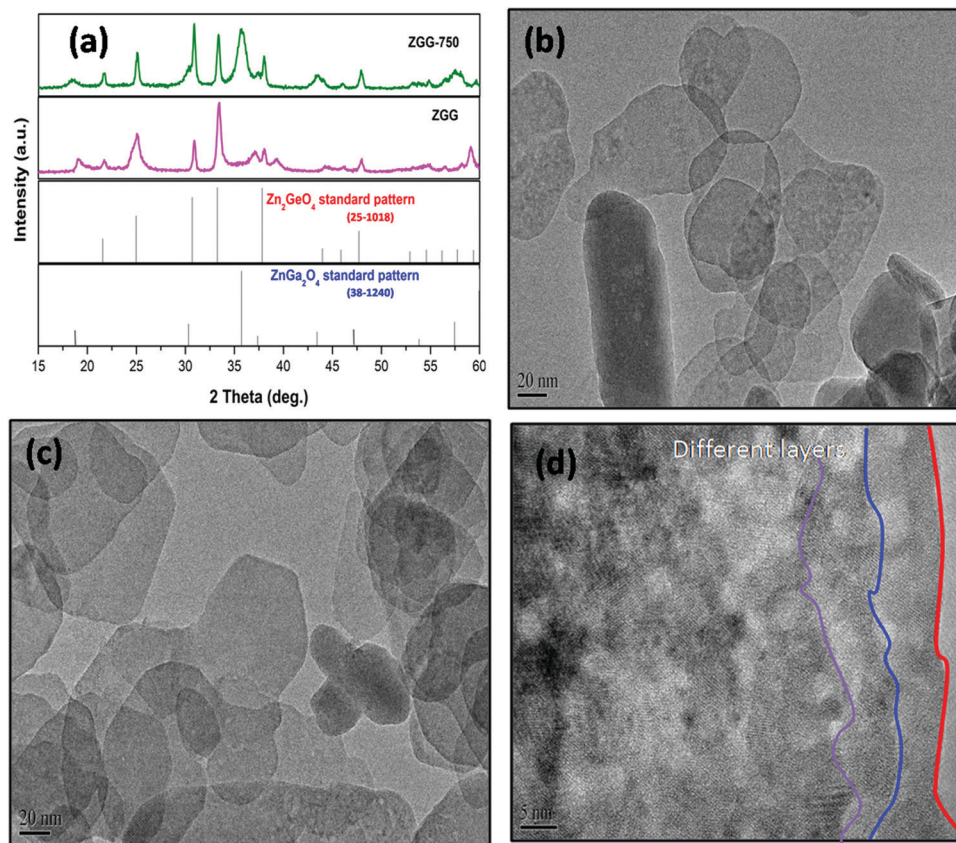 (a)
ZGG-750
ZGG
Zn₂GeO₄ standard pattern
(25-1018)
ZnGa₂O₄ standard pattern
(38-1240)
Intensity (a.u.)
15 20 25 30 35 40 45 50 55 60
2 Theta (deg.)
(b)
20 nm
(c)
20 nm
(d)
Different layers
5 nm